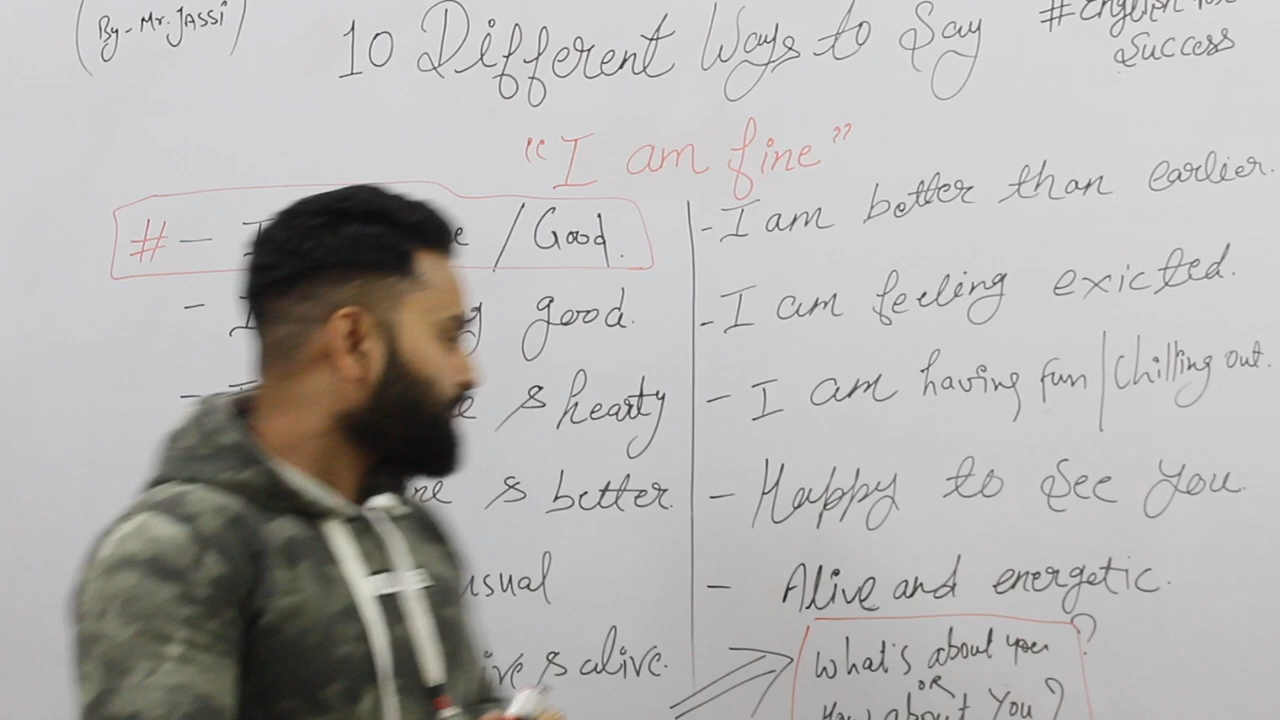 (By - Mr. JASSI)
10 Different Ways to Say
# English for
Success
"I am fine"
# - I / Good.
- I good.
- & hearty
& better.
usual
& alive.
- I am better than earlier.
- I am feeling exicted.
- I am having fun / Chilling out.
- Happy to See You
- Alive and energetic.
What's about you ?
OR
How about You ?